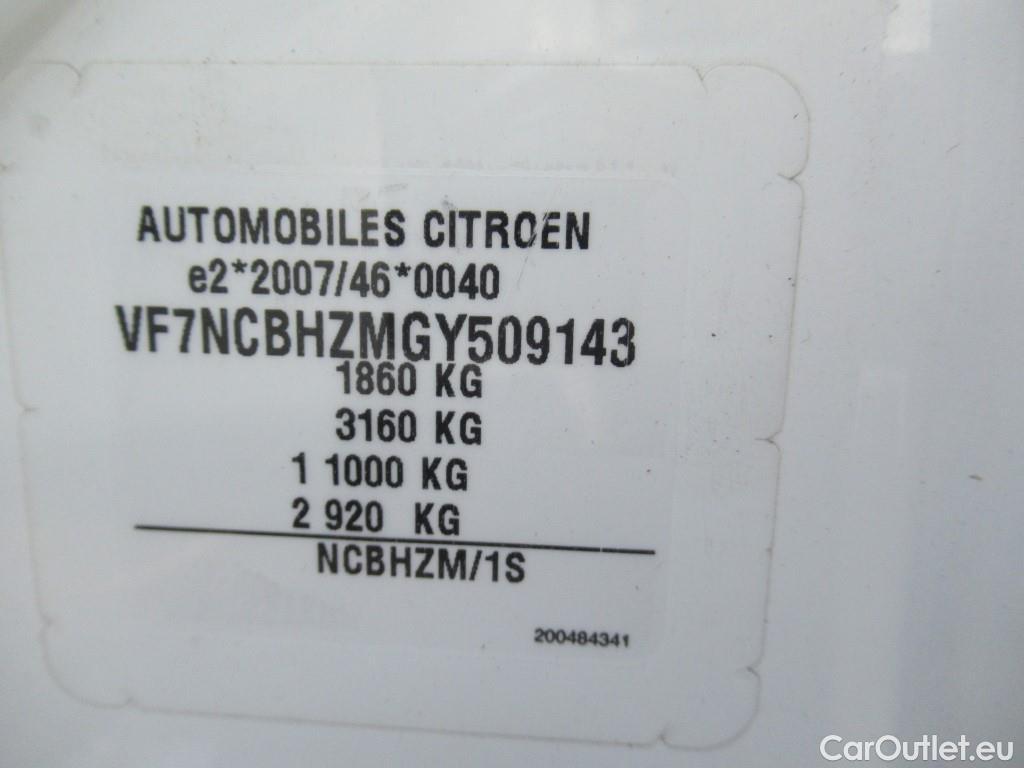 AUTOMOBILES CITROEN
e2*2007/46*0040
VF7NCBHZMGY509143
1860 KG
3160 KG
1 1000 KG
2 920 KG
NCBHZM/1S
200484341
CarOutlet.eu